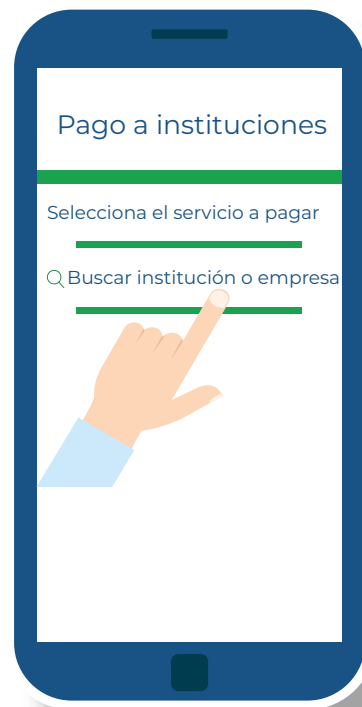 Pago a instituciones
Selecciona el servicio a pagar
Buscar institución o empresa